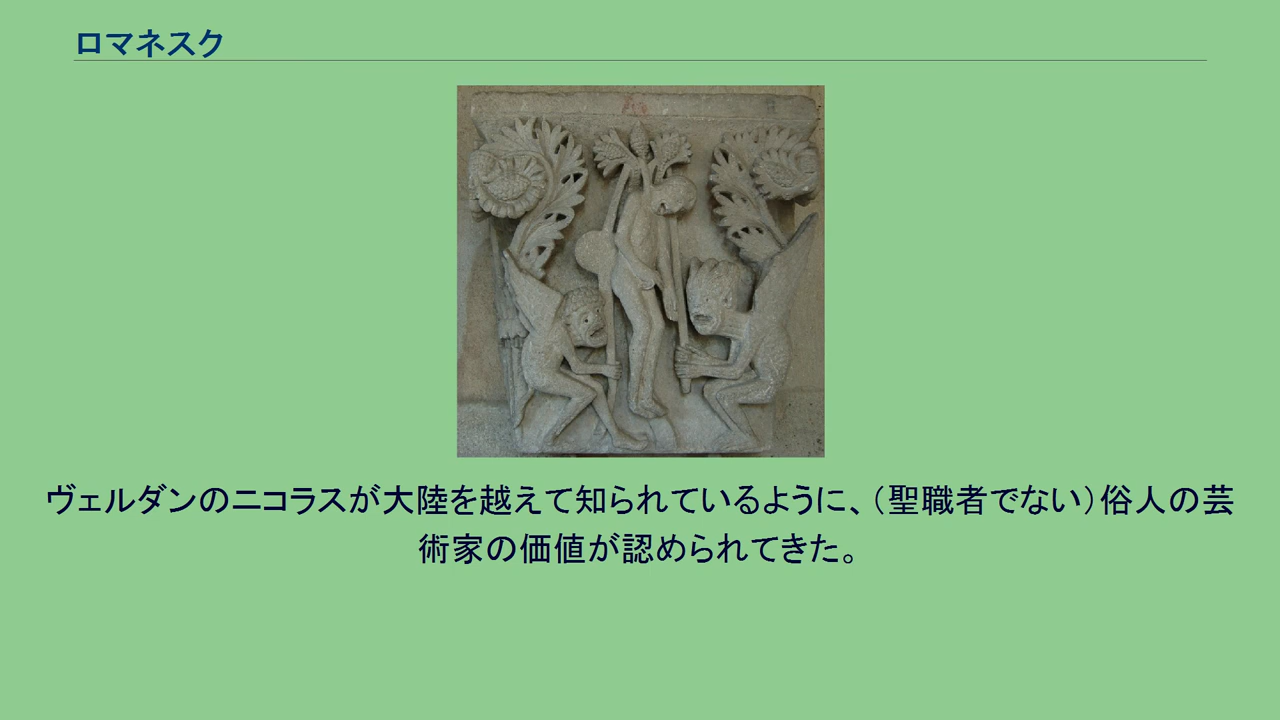 ロマネスク
ヴェルダンのニコラスが大陸を越えて知られているように、（聖職者でない）俗人の芸
術家の価値が認められてきた。